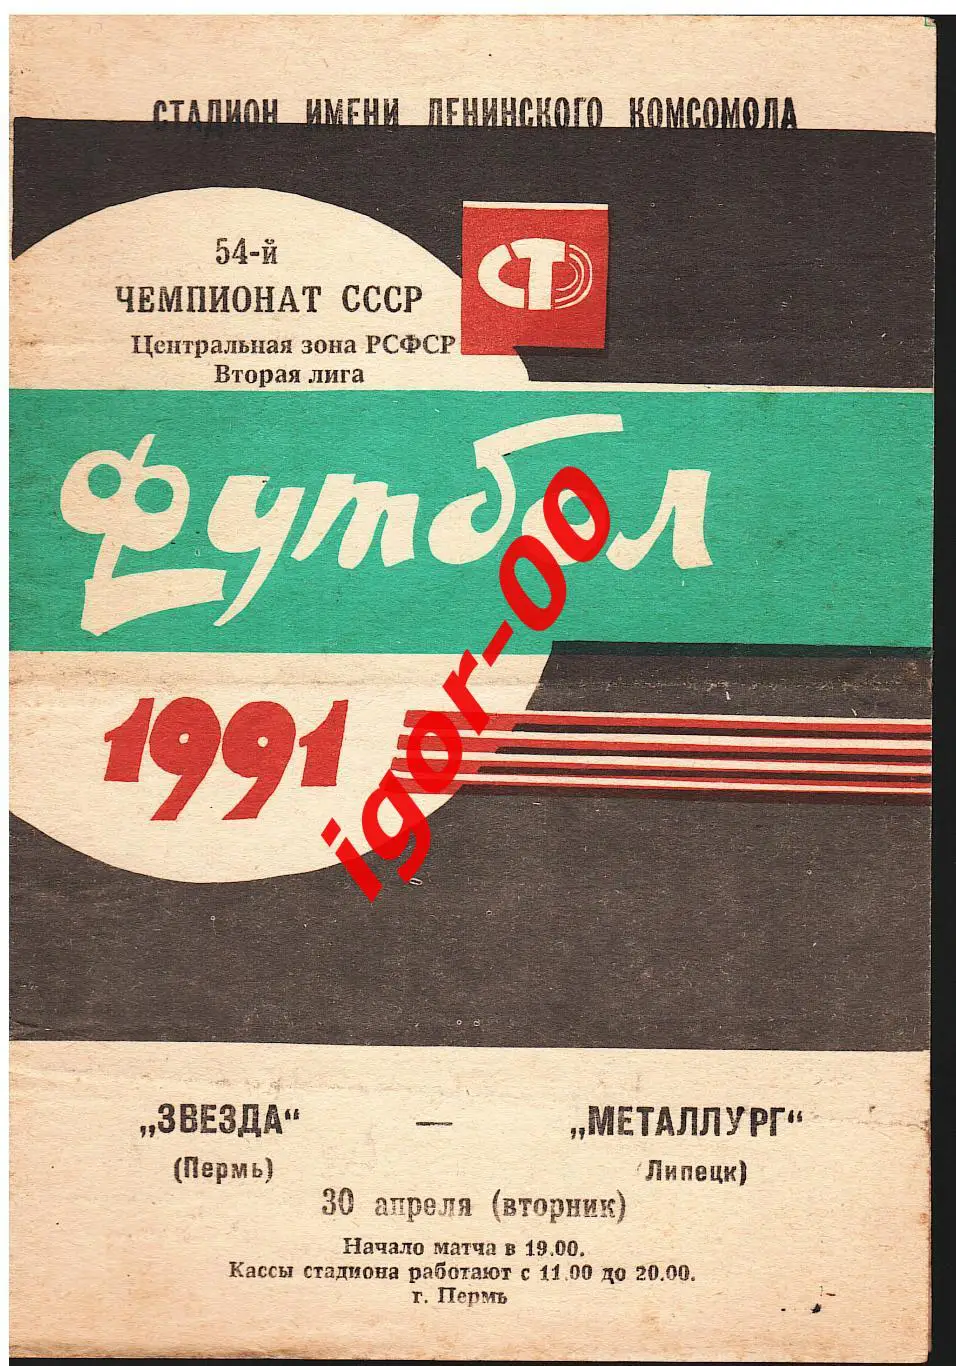 СТАДИОН ИМЕНИ ЛЕНИНСКОГО КОМСОМОЛА
СТ
54-й
ЧЕМПИОНАТ СССР
Центральная зона РСФСР
Вторая лига
Футбол
1991
igor-00
„ЗВЕЗДА“ — „МЕТАЛЛУРГ“
(Пермь) (Липецк)
30 апреля (вторник)
Начало матча в 19.00.
Кассы стадиона работают с 11.00 до 20.00.
г. Пермь